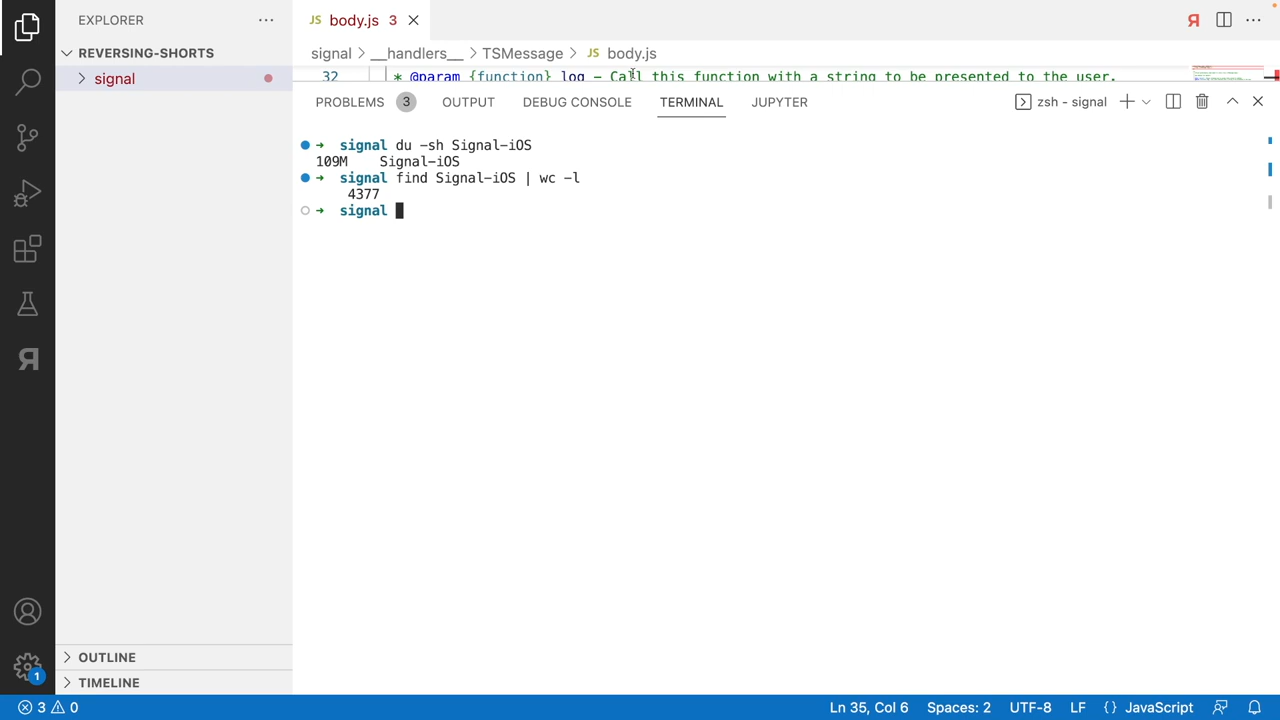 EXPLORER
JS body.js 3
REVERSING-SHORTS
signal
signal > __handlers__ > TSMessage > JS body.js
32 * @param {function} log - Call this function with a string to be presented to the user.
PROBLEMS 3 OUTPUT DEBUG CONSOLE TERMINAL JUPYTER
zsh - signal
signal du -sh Signal-iOS
109M Signal-iOS
signal find Signal-iOS | wc -l
4377
signal
OUTLINE
TIMELINE
1
3 0
Ln 35, Col 6 Spaces: 2 UTF-8 LF {} JavaScript